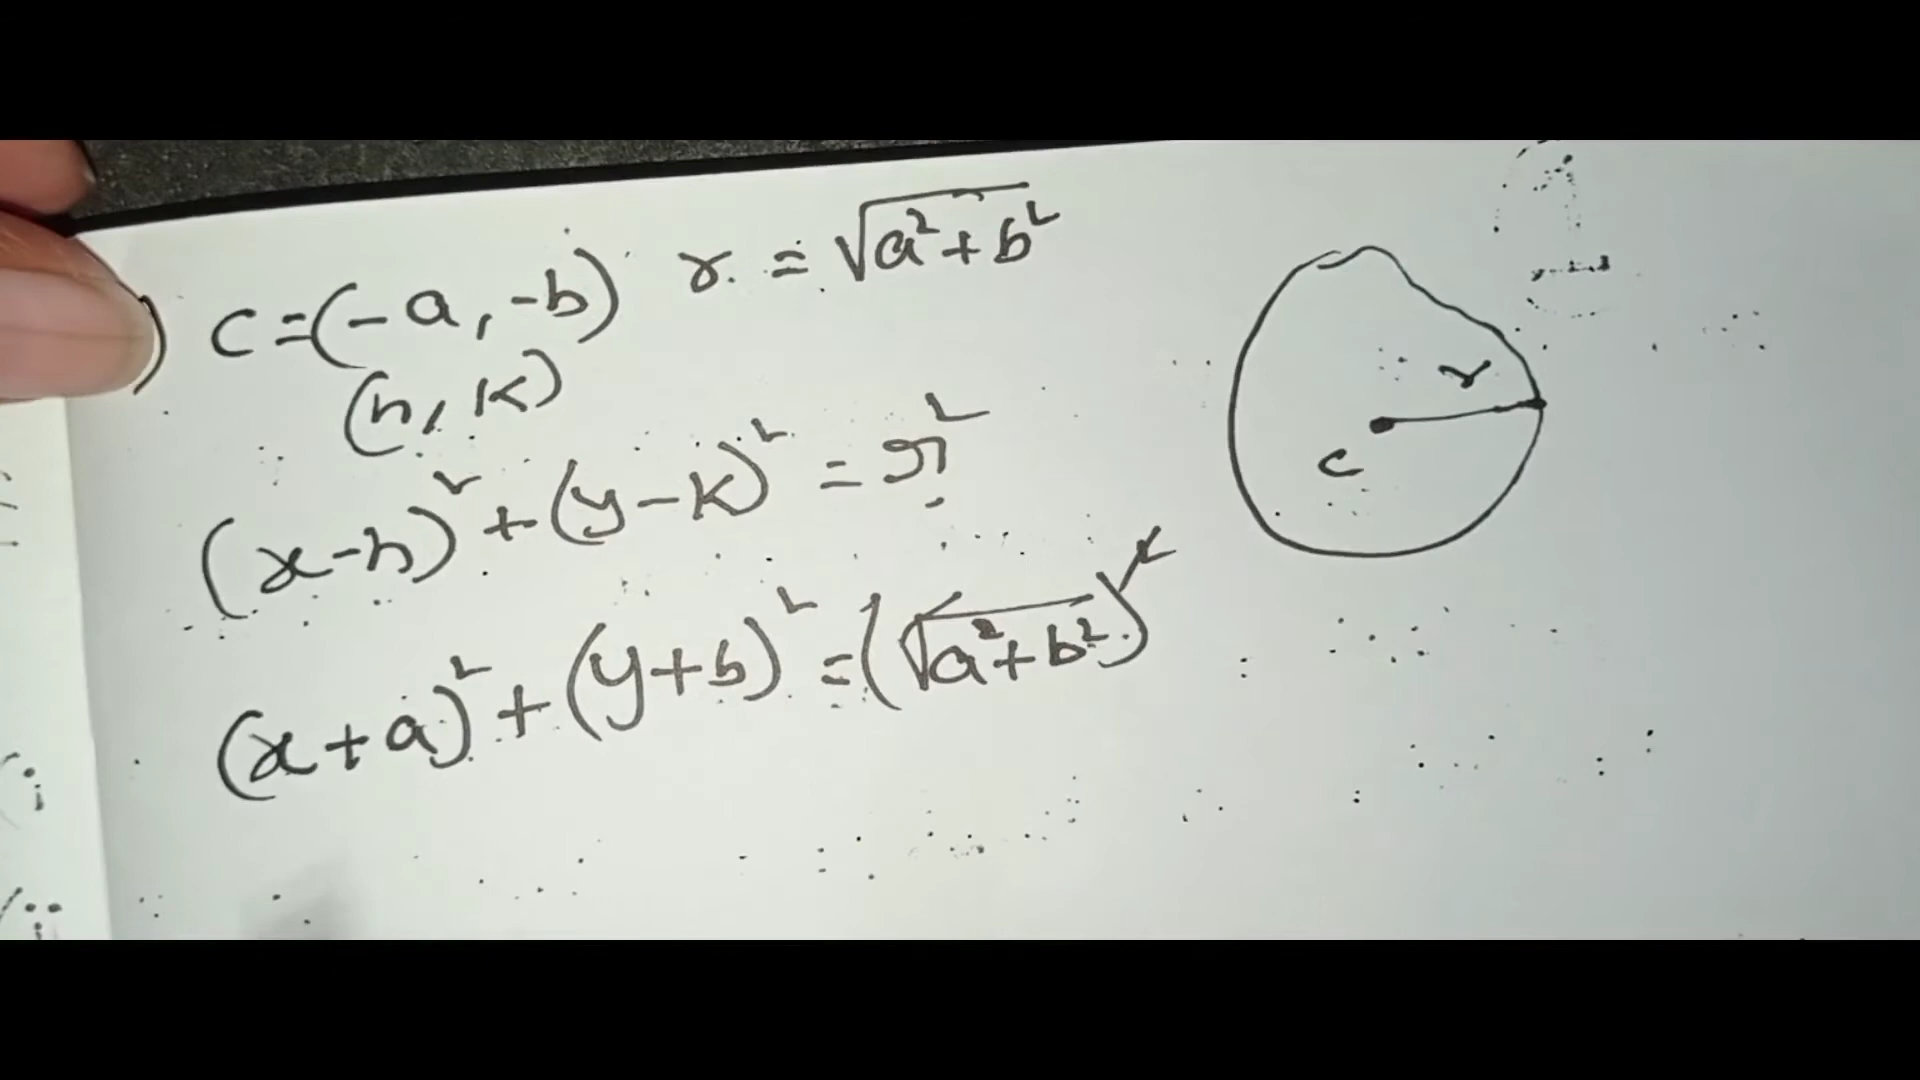 ) c=(-a, -b) r = √a²+b²
(h, k)
(x-h)² + (y-k)² = r²
(x+a)² + (y+b)² = (√a²+b²)²
r
c